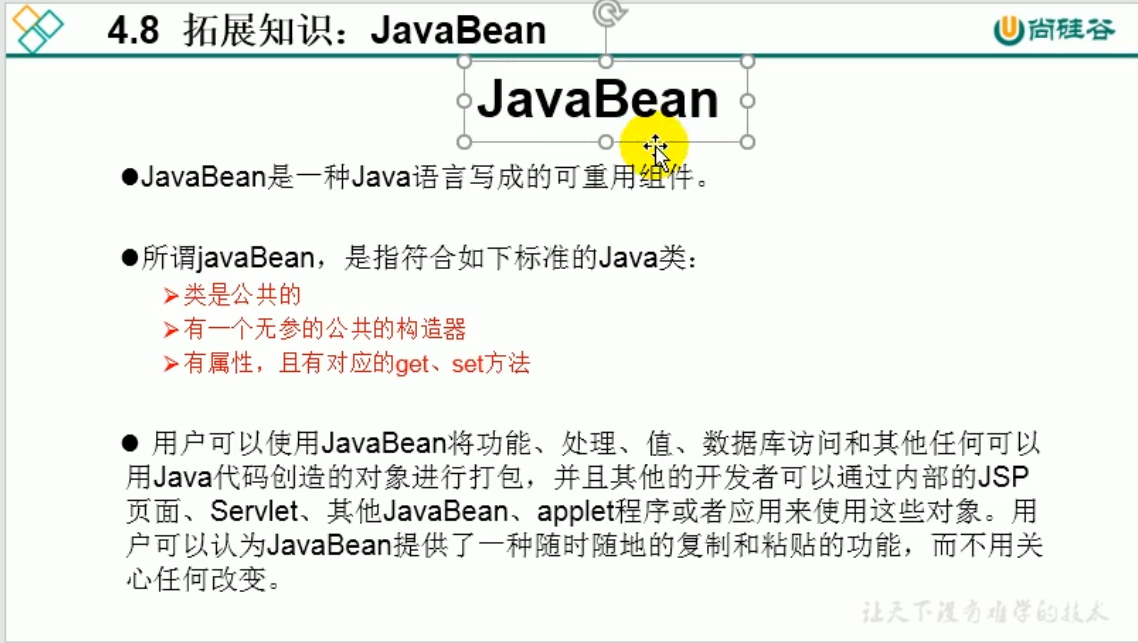 4.8 拓展知识：JavaBean
尚硅谷
JavaBean
●JavaBean是一种Java语言写成的可重用组件。
●所谓javaBean，是指符合如下标准的Java类：
➢类是公共的
➢有一个无参的公共的构造器
➢有属性，且有对应的get、set方法
● 用户可以使用JavaBean将功能、处理、值、数据库访问和其他任何可以
用Java代码创造的对象进行打包，并且其他的开发者可以通过内部的JSP
页面、Servlet、其他JavaBean、applet程序或者应用来使用这些对象。用
户可以认为JavaBean提供了一种随时随地的复制和粘贴的功能，而不用关
心任何改变。
让天下没有难学的技术